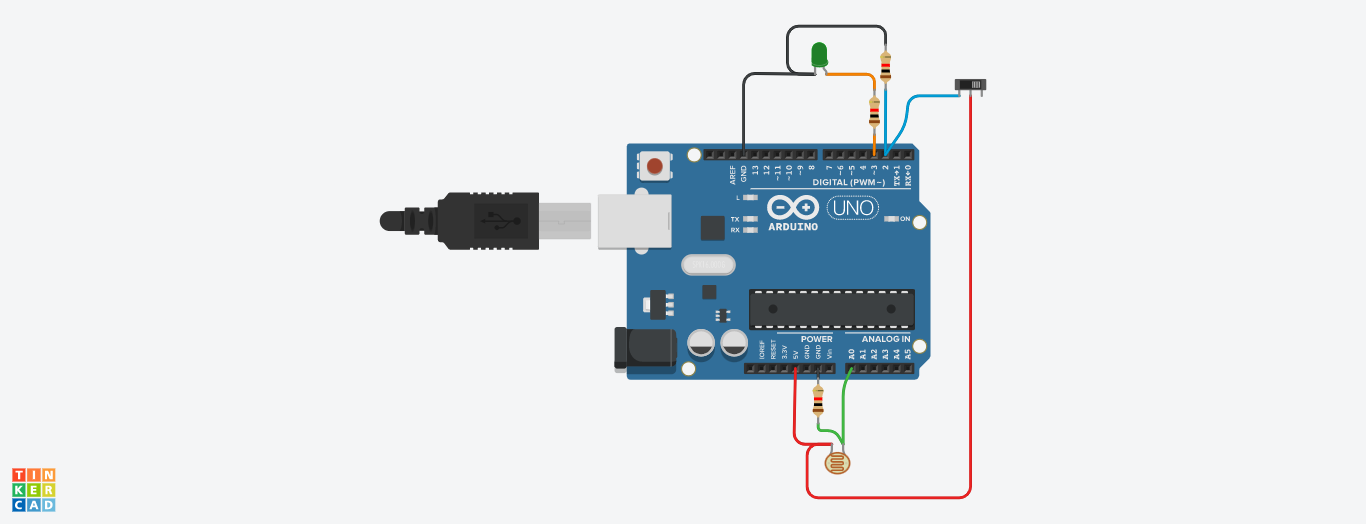 AREF
GND
13
12
~11
~10
~9
8
7
~6
~5
4
~3
2
TX→1
RX←0
DIGITAL (PWM~)
L
TX
RX
ARDUINO
UNO
ON
POWER
ANALOG IN
IOREF
RESET
3.3V
5V
GND
GND
Vin
A0
A1
A2
A3
A4
A5
TIN
KER
CAD